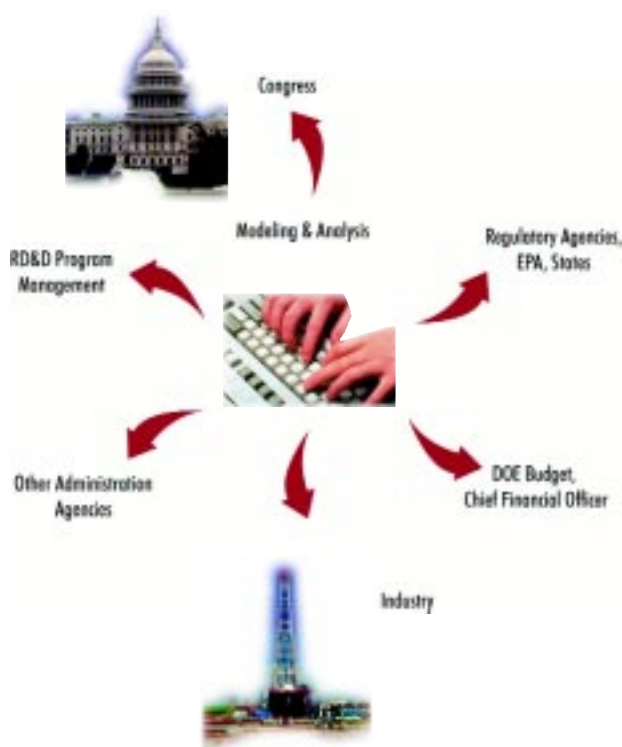 Congress
Modeling & Analysis
Regulatory Agencies,
EPA, States
RD&D Program
Management
Other Administration
Agencies
DOE Budget,
Chief Financial Officer
Industry